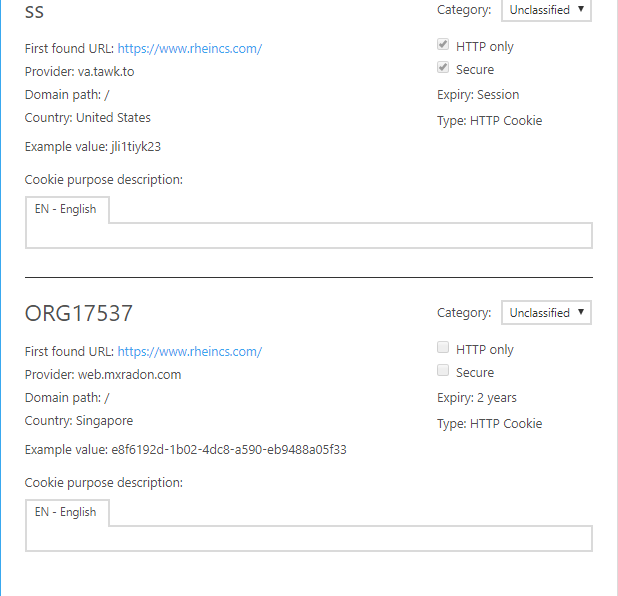 ss
Category: Unclassified ▼
First found URL: https://www.rheincs.com/
HTTP only
Provider: va.tawk.to
Secure
Domain path: /
Expiry: Session
Country: United States
Type: HTTP Cookie
Example value: jli1tiyk23
Cookie purpose description:
EN - English
ORG17537
Category: Unclassified ▼
First found URL: https://www.rheincs.com/
HTTP only
Provider: web.mxradon.com
Secure
Domain path: /
Expiry: 2 years
Country: Singapore
Type: HTTP Cookie
Example value: e8f6192d-1b02-4dc8-a590-eb9488a05f33
Cookie purpose description:
EN - English